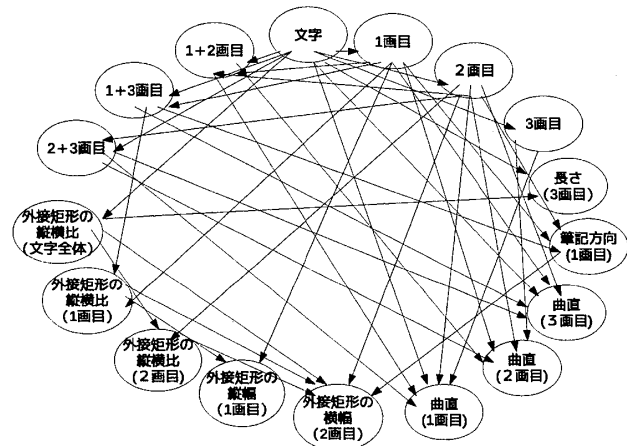 文字
1画目
1+2画目
2画目
1+3画目
3画目
2+3画目
長さ
(3画目)
外接矩形の
縦横比
(文字全体)
筆記方向
(1画目)
外接矩形の
縦横比
(1画目)
曲直
(3画目)
外接矩形の
縦横比
(2画目)
曲直
(2画目)
外接矩形の
縦幅
(1画目)
外接矩形の
横幅
(2画目)
曲直
(1画目)